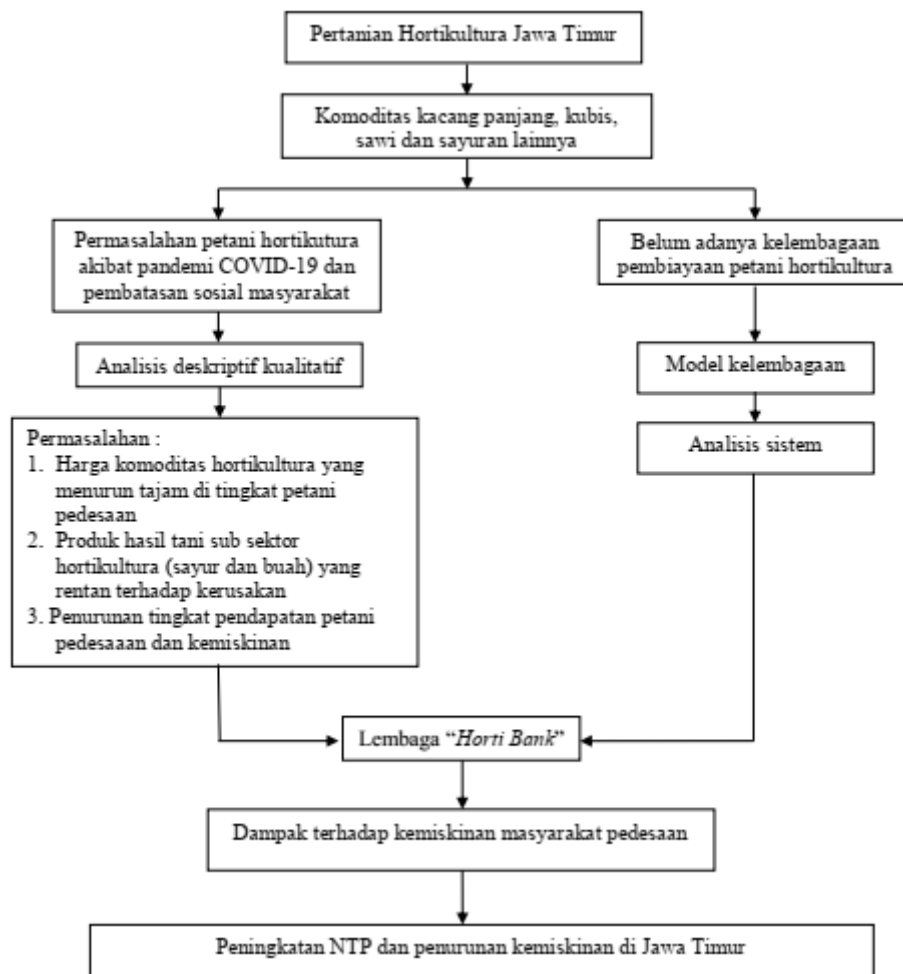 Pertanian Hortikultura Jawa Timur
Komoditas kacang panjang, kubis,
sawi dan sayuran lainnya
Permasalahan petani hortikutura
akibat pandemi COVID-19 dan
pembatasan sosial masyarakat
Belum adanya kelembagaan
pembiayaan petani hortikultura
Analisis deskriptif kualitatif
Model kelembagaan
Permasalahan :
1. Harga komoditas hortikultura yang
menurun tajam di tingkat petani
pedesaan
2. Produk hasil tani sub sektor
hortikultura (sayur dan buah) yang
rentan terhadap kerusakan
3. Penurunan tingkat pendapatan petani
pedesaaan dan kemiskinan
Analisis sistem
Lembaga “Horti Bank”
Dampak terhadap kemiskinan masyarakat pedesaan
Peningkatan NTP dan penurunan kemiskinan di Jawa Timur